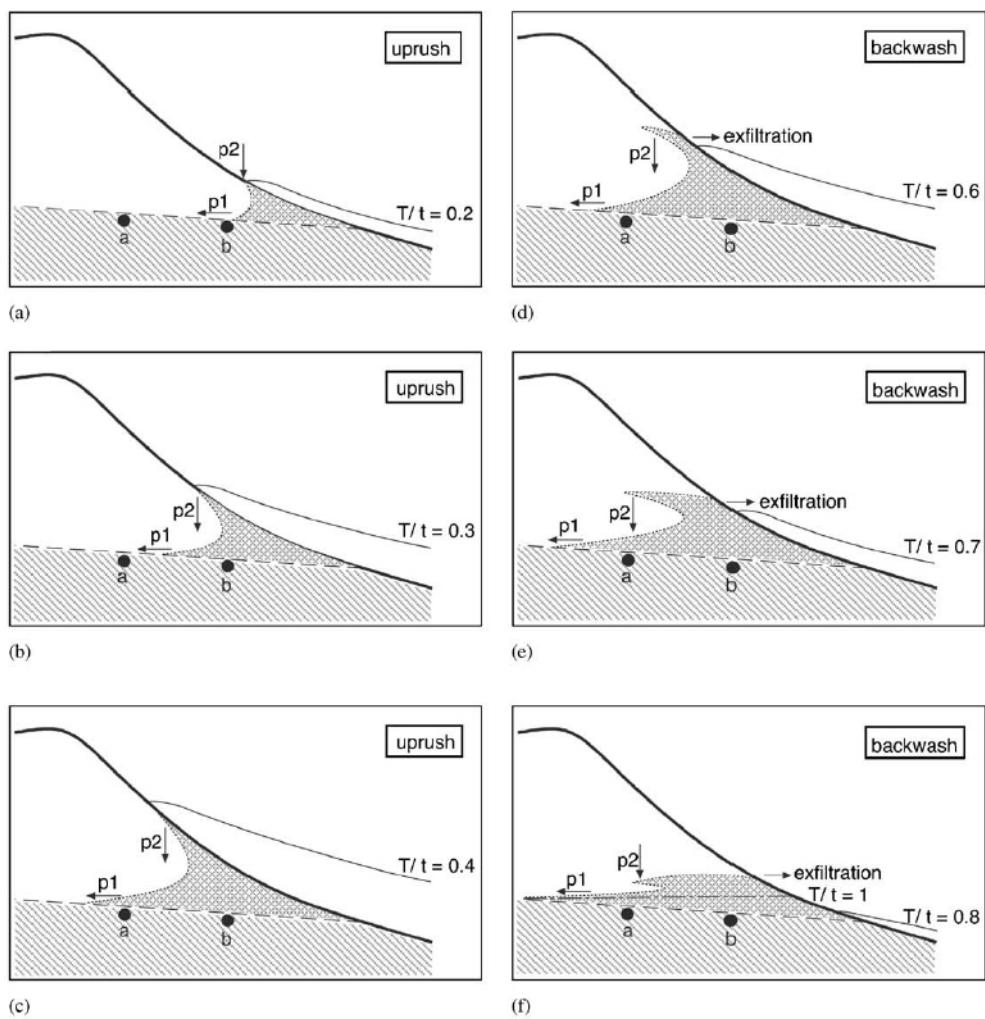 uprush
p2
p1
T/ t = 0.2
a
b
(a)
backwash
exfiltration
p2
p1
T/ t = 0.6
a
b
(d)
uprush
p2
p1
T/ t = 0.3
a
b
(b)
backwash
exfiltration
p2
p1
T/ t = 0.7
a
b
(e)
uprush
p2
p1
T/ t = 0.4
a
b
(c)
backwash
p2
exfiltration
p1
T/ t = 1
T/ t = 0.8
a
b
(f)